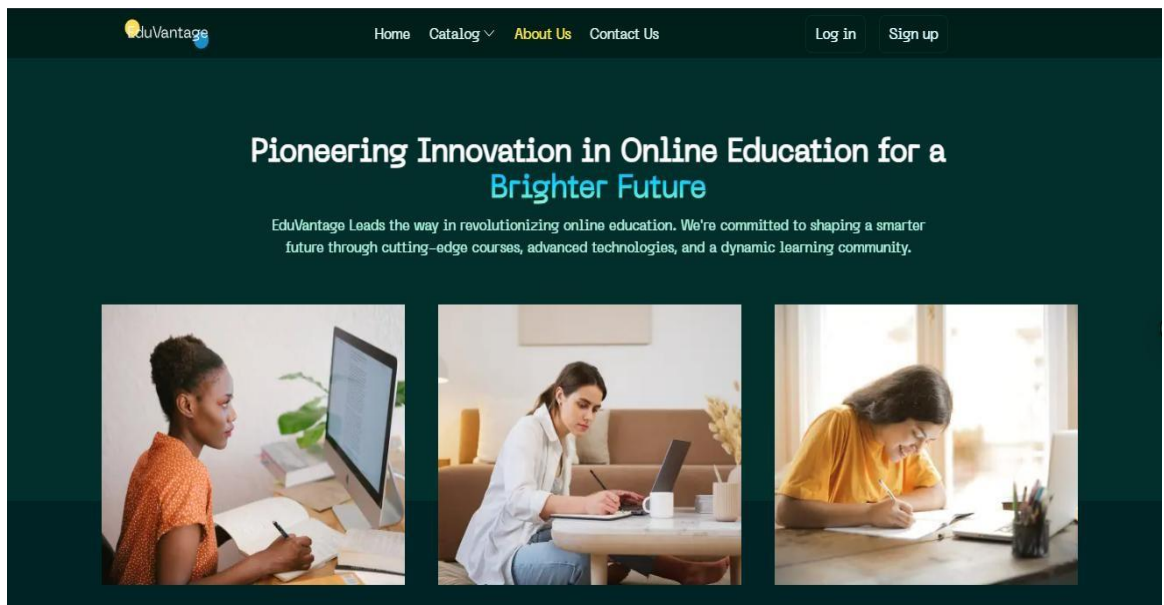 EduVantage
Home Catalog About Us Contact Us
Log in Sign up
Pioneering Innovation in Online Education for a
Brighter Future
EduVantage Leads the way in revolutionizing online education. We're committed to shaping a smarter
future through cutting-edge courses, advanced technologies, and a dynamic learning community.